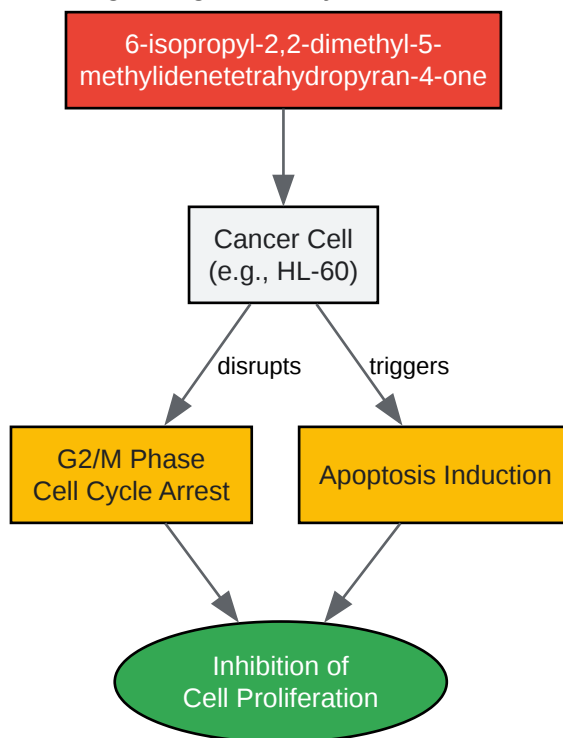 6-isopropyl-2,2-dimethyl-5-
methylidenetetrahydropyran-4-one
Cancer Cell
(e.g., HL-60)
disrupts
triggers
G2/M Phase
Cell Cycle Arrest
Apoptosis Induction
Inhibition of
Cell Proliferation